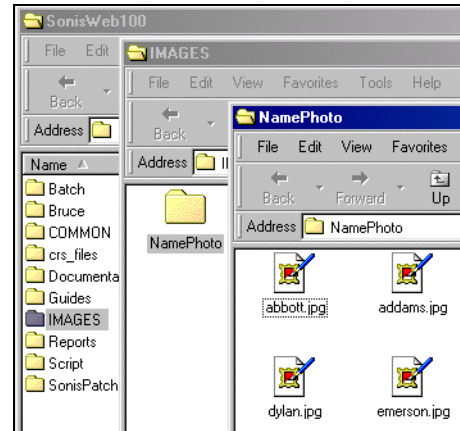 SonisWeb100
File Edit
Back
Address
Name
Batch
Bruce
COMMON
crs_files
Documenta
Guides
IMAGES
Reports
Script
SonisPatch
IMAGES
File Edit View Favorites Tools Help
Back
Address
NamePhoto
NamePhoto
File Edit View Favorites
Back Forward Up
Address NamePhoto
abbott.jpg addams.jpg
dylan.jpg emerson.jpg